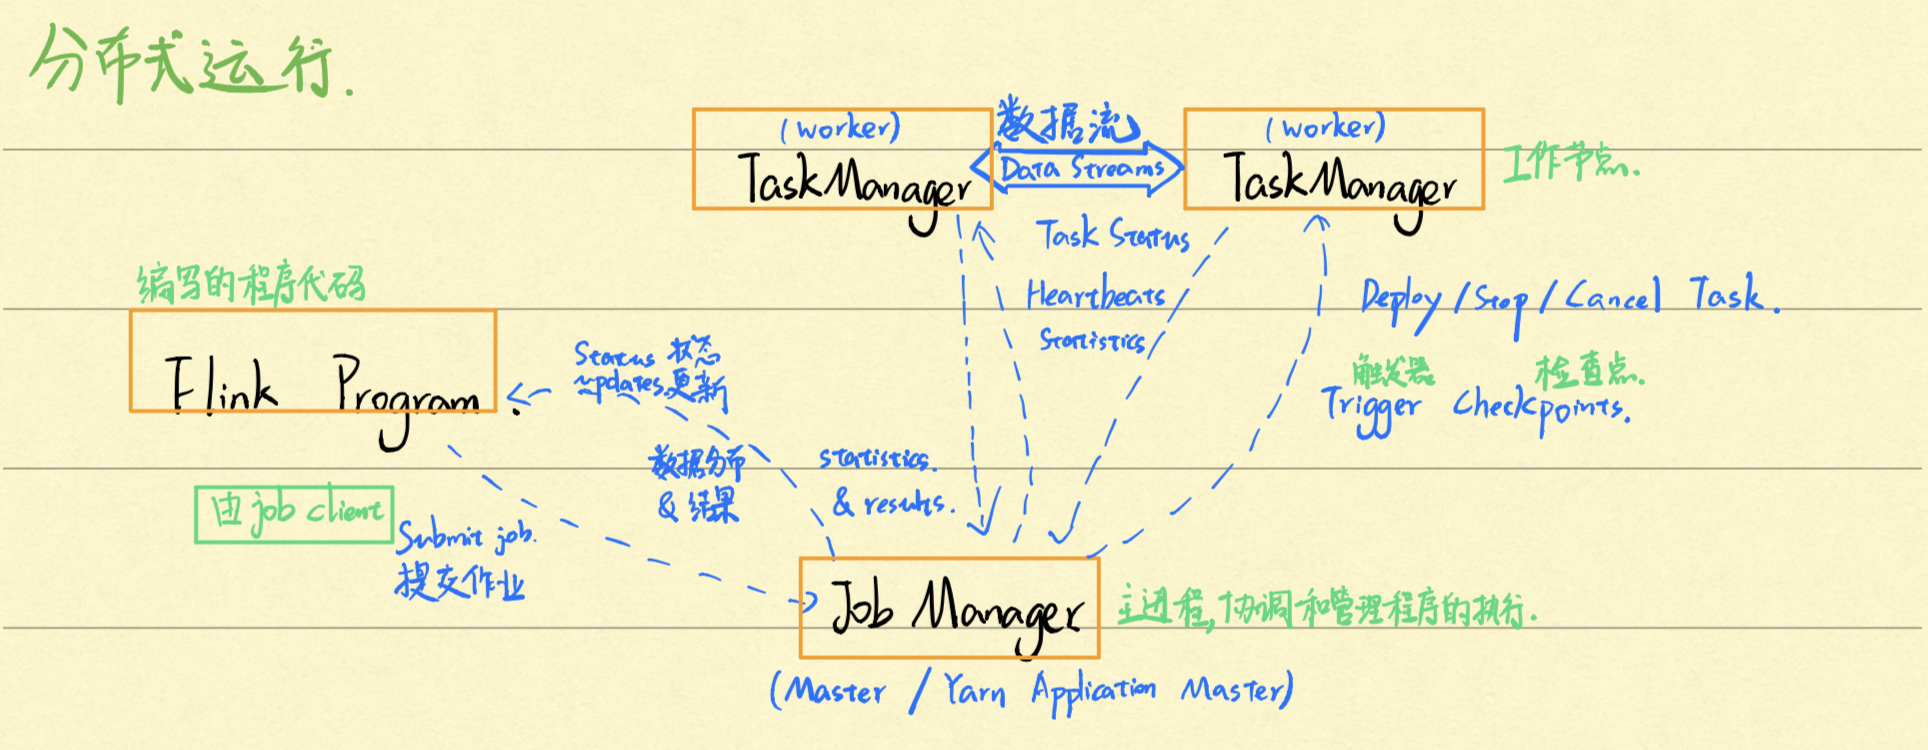 分布式运行.
(worker)
TaskManager
数据流
Data Streams
(worker)
TaskManager
工作节点.
Task Status
Heartbeats
Statistics
Deploy/Stop/Cancel Task.
触发器 检查点.
Trigger Checkpoints.
编写的程序代码
Flink Program.
Status 状态
updates 更新
数据分布
& 结果
statistics.
& results.
由 job client
Submit job.
提交作业
Job Manager
主进程,协调和管理程序的执行.
(Master / Yarn Application Master)